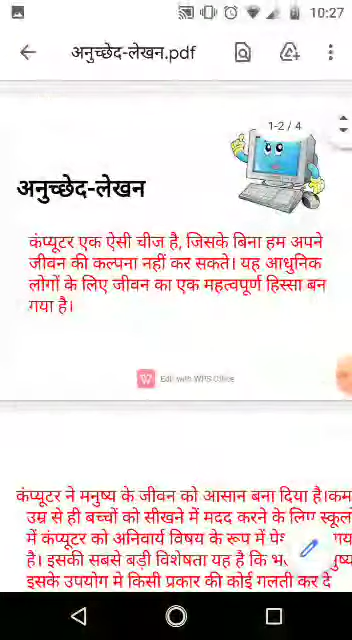 10:27
अनुच्छेद-लेखन.pdf
1-2 / 4
अनुच्छेद-लेखन
कंप्यूटर एक ऐसी चीज है, जिसके बिना हम अपने
जीवन की कल्पना नहीं कर सकते। यह आधुनिक
लोगों के लिए जीवन का एक महत्वपूर्ण हिस्सा बन
गया है।
W
Edit with WPS Office
कंप्यूटर ने मनुष्य के जीवन को आसान बना दिया है।कम
उम्र से ही बच्चों को सीखने में मदद करने के लिए
में कंप्यूटर को अनिवार्य विषय के रूप में
है। इसकी सबसे बड़ी विशेषता यह है कि
इसके उपयोग मे किसी प्रकार की कोई गलती कर दे